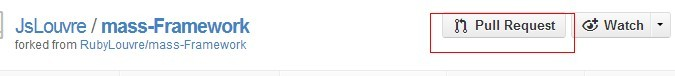 JsLouvre / mass-Framework Pull Request Watch
forked from RubyLouvre/mass-Framework